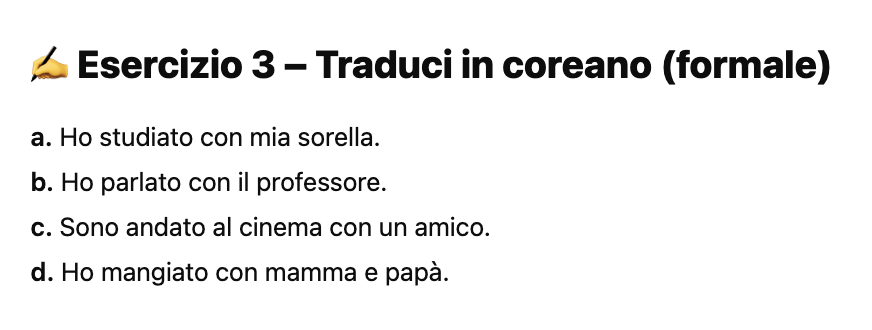 ✍️ Esercizio 3 – Traduci in coreano (formale)
a. Ho studiato con mia sorella.
b. Ho parlato con il professore.
c. Sono andato al cinema con un amico.
d. Ho mangiato con mamma e papà.